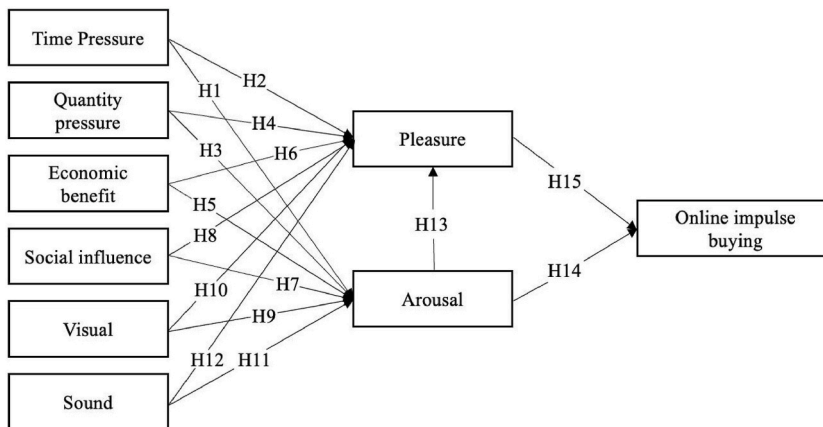 Time Pressure
Quantity
pressure
Economic
benefit
Social influence
Visual
Sound
H2
H1
H4
H3
H6
H5
H8
H7
H10
H9
H12
H11
Pleasure
H13
Arousal
H15
H14
Online impulse
buying